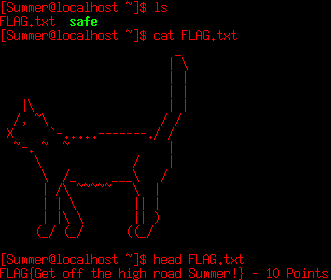 [Summer@localhost ~]$ ls
FLAG.txt  safe
[Summer@localhost ~]$ cat FLAG.txt
[Summer@localhost ~]$ head FLAG.txt
FLAG{Get off the high road Summer!} - 10 Points